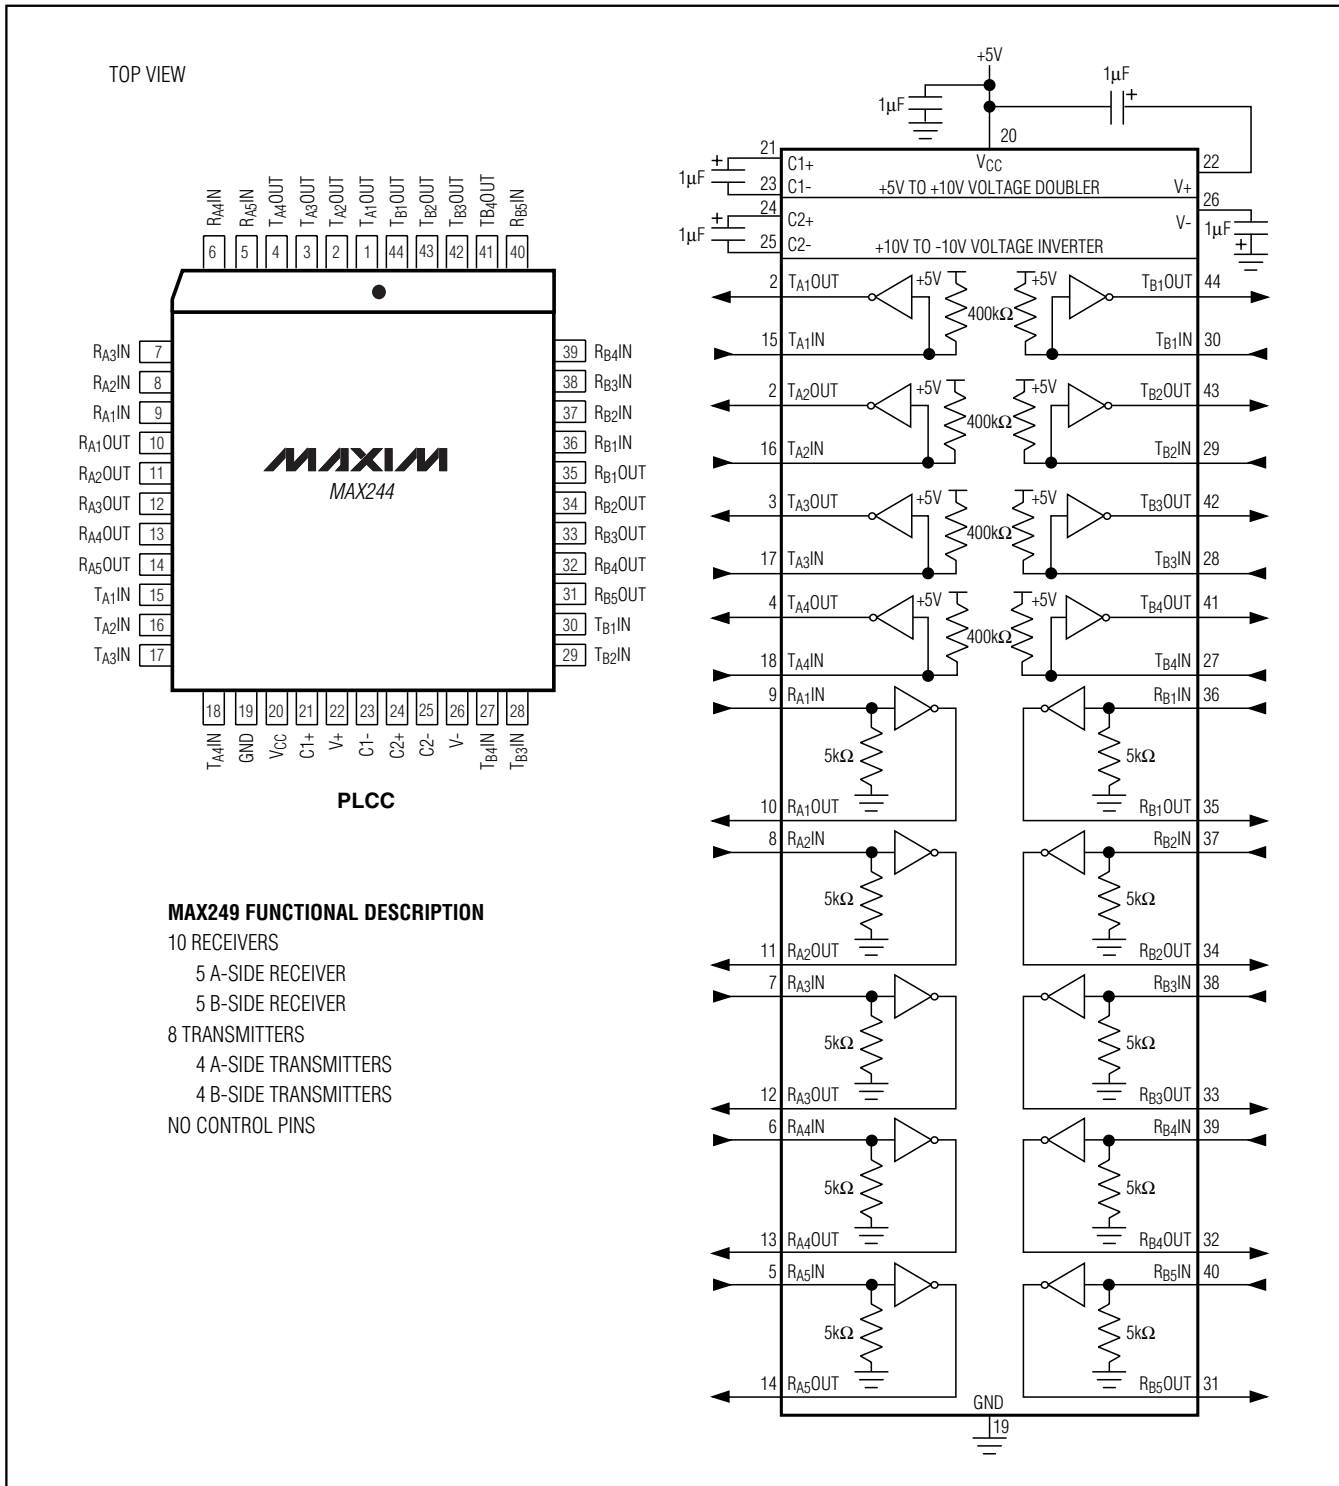 TOP VIEW
RA4IN
RA5IN
TA4OUT
TA3OUT
TA2OUT
TA1OUT
TB1OUT
TB2OUT
TB3OUT
TB4OUT
RB5IN
6 5 4 3 2 1 44 43 42 41 40
RA3IN 7
RA2IN 8
RA1IN 9
RA1OUT 10
RA2OUT 11
RA3OUT 12
RA4OUT 13
RA5OUT 14
TA1IN 15
TA2IN 16
TA3IN 17
39 RB4IN
38 RB3IN
37 RB2IN
36 RB1IN
35 RB1OUT
34 RB2OUT
33 RB3OUT
32 RB4OUT
31 RB5OUT
30 TB1IN
29 TB2IN
MAXIM
MAX244
18 19 20 21 22 23 24 25 26 27 28
TA4IN
GND
VCC
C1+
V+
C1-
C2+
C2-
V-
TB4IN
TB3IN
PLCC
MAX249 FUNCTIONAL DESCRIPTION
10 RECEIVERS
5 A-SIDE RECEIVER
5 B-SIDE RECEIVER
8 TRANSMITTERS
4 A-SIDE TRANSMITTERS
4 B-SIDE TRANSMITTERS
NO CONTROL PINS
+5V
1µF
1µF +
20
VCC
21 C1+
+ 1µF
23 C1-
+5V TO +10V VOLTAGE DOUBLER
V+ 22
24 C2+
+ 1µF
25 C2-
+10V TO -10V VOLTAGE INVERTER
V- 26
1µF +
2 TA1OUT +5V +5V TB1OUT 44
400kΩ
15 TA1IN TB1IN 30
2 TA2OUT +5V +5V TB2OUT 43
400kΩ
16 TA2IN TB2IN 29
3 TA3OUT +5V +5V TB3OUT 42
400kΩ
17 TA3IN TB3IN 28
4 TA4OUT +5V +5V TB4OUT 41
400kΩ
18 TA4IN TB4IN 27
9 RA1IN RB1IN 36
5kΩ 5kΩ
10 RA1OUT RB1OUT 35
8 RA2IN RB2IN 37
5kΩ 5kΩ
11 RA2OUT RB2OUT 34
7 RA3IN RB3IN 38
5kΩ 5kΩ
12 RA3OUT RB3OUT 33
6 RA4IN RB4IN 39
5kΩ 5kΩ
13 RA4OUT RB4OUT 32
5 RA5IN RB5IN 40
5kΩ 5kΩ
14 RA5OUT RB5OUT 31
GND
19